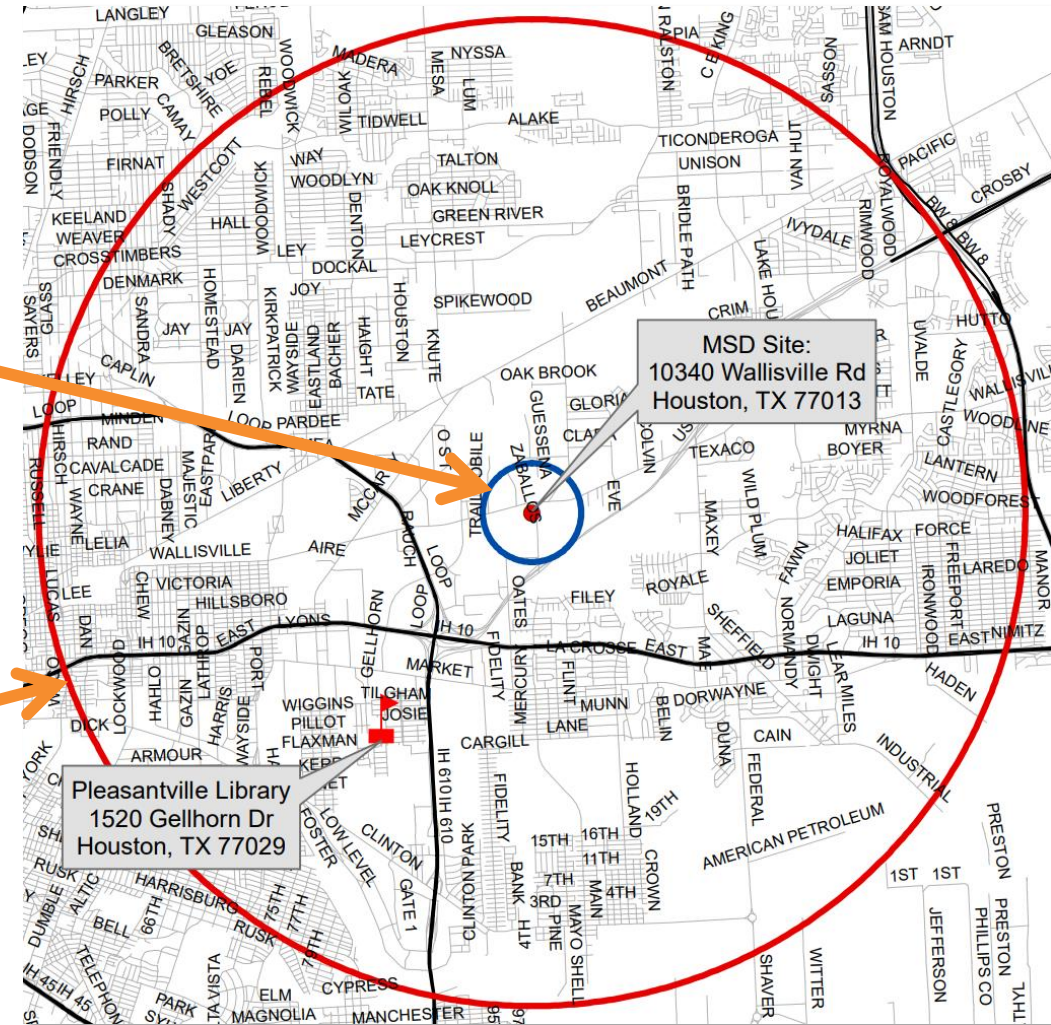 LANGLEY
GLEASON
PIA
RALSTON
C E KING
SAM HOUSTON
ARNDT
HIRSCH
PARKER
BRETSHIRE
YOE
REBEL
WOODWICK
MADERA
MESA
NYSSA
LUM
SASSON
POLLY
CAMAY
WILOAK
TIDWELL
ALAKE
DODSON
FRIENDLY
FIRNAT
WESTCOTT
WAY
WOODLYN
TALTON
TICONDEROGA
UNISON
VAN HUT
PACIFIC
CROSBY
SHADY
WOODWICK
DENTON
OAK KNOLL
BRIDLE PATH
ROYALWOOD
KEELAND
HALL
GREEN RIVER
RIMWOOD
BW 8
BW 8
WEAVER
LEY
LEYCREST
IVYDALE
CROSSTIMBERS
DOCKAL
DENMARK
JOY
HOUSTON
SPIKEWOOD
BEAUMONT
GLASS
SAYERS
SANDRA
HOMESTEAD
KIRKPATRICK
CRIM
JAY
JAY
DARIEN
WAYSIDE
EASTLAND
BACHER
HAIGHT
KNUTE
HUTTO
UVALDE
CASTLEGORY
MSD Site:
10340 Wallisville Rd
Houston, TX 77013
CAPLIN
TATE
OAK BROOK
GUESSENA
GLORIA
LOOP
MINDEN
LOOP
PARDEE
COLVIN
MYRNA
WOODLINE
HIRSCH
RAND
EASTPAR
ZABALLOS
TEXACO
BOYER
CAVALCADE
MAJESTIC
LIBERTY
LANTERN
RUSSELL
CRANE
DABNEY
EVE
WILD PLUM
WOODFOREST
WAYNE
RAUCH
MAXEY
HALIFAX
FORCE
LELIA
WALLISVILLE
AIRE
LOOP
FAWN
JOLIET
LAREDO
VICTORIA
ROYALE
EMPORIA
IRONWOOD
FREEPORT
MANOR
LUCAS
LEE
CHEW
HILLSBORO
GELLHORN
LOOP
OATES
FILEY
LAGUNA
DAN
GAZIN
EAST
LYONS
SHEFFIELD
NORMANDY
IH 10
LATHROP
LA CROSSE
EAST
MAE
DWIGHT
LEAR MILES
IH 10
EAST
NIMITZ
LOCKWOOD
HAHLO
GAZIN
HARRIS
PORT
MARKET
FIDELITY
MERCURY
FLINT
HADEN
WIGGINS
TILGHAM
MUNN
BELIN
DORWAYNE
DICK
WAYSIDE
PILLOT
JOSIE
LANE
DUNA
FLAXMAN
CARGILL
CAIN
ARMOUR
IH 610
IH 610
INDUSTRIAL
Pleasantville Library
1520 Gellhorn Dr
Houston, TX 77029
FOSTER
LOW LEVEL
CLINTON
FIDELITY
HOLLAND
19TH
FEDERAL
AMERICAN PETROLEUM
PRESTON
15TH
16TH
11TH
CROWN
RUSK
HARRISBURG
GATE 1
CLINTON PARK
BANK
7TH
3RD
MAIN
4TH
1ST
1ST
DUMBLE
ALTIC
66TH
75TH
77TH
4TH
PINE
MAYO SHELL
BELL
RUSK
JEFFERSON
PHILLIPS CO
PRESTON
TELEPHON
SHAVER
WITTER
IH 45
IH 45
ELM
CYPRESS
PARK
MAGNOLIA
MANCHESTER